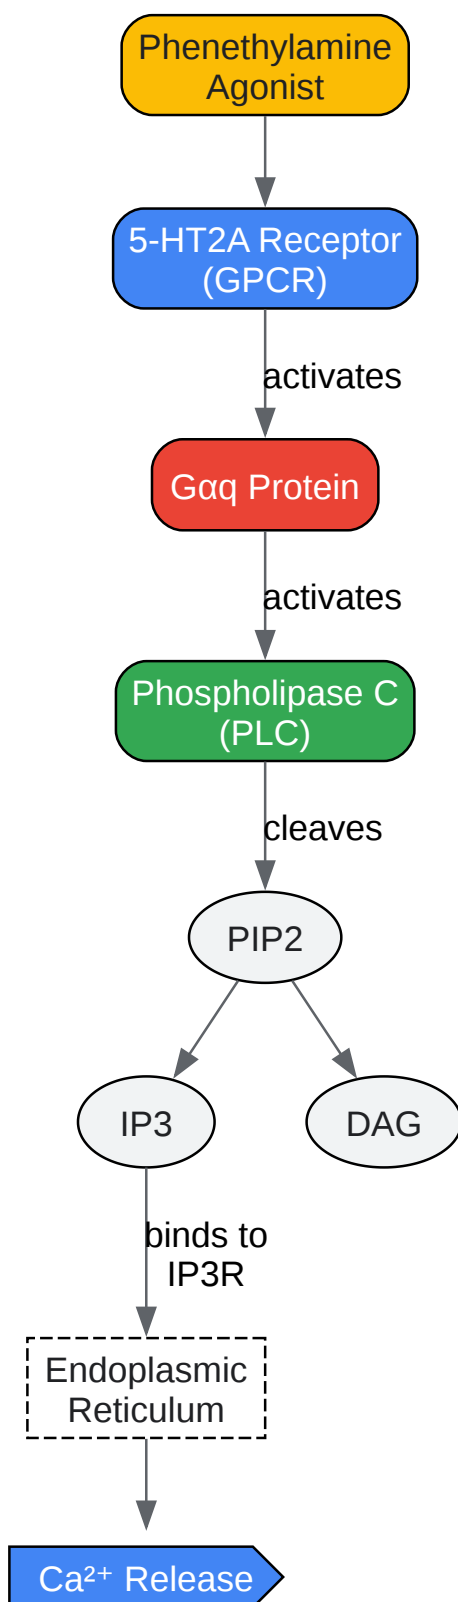 Phenethylamine
Agonist
5-HT2A Receptor
(GPCR)
activates
Gαq Protein
activates
Phospholipase C
(PLC)
cleaves
PIP2
IP3
DAG
binds to
IP3R
Endoplasmic
Reticulum
Ca²⁺ Release